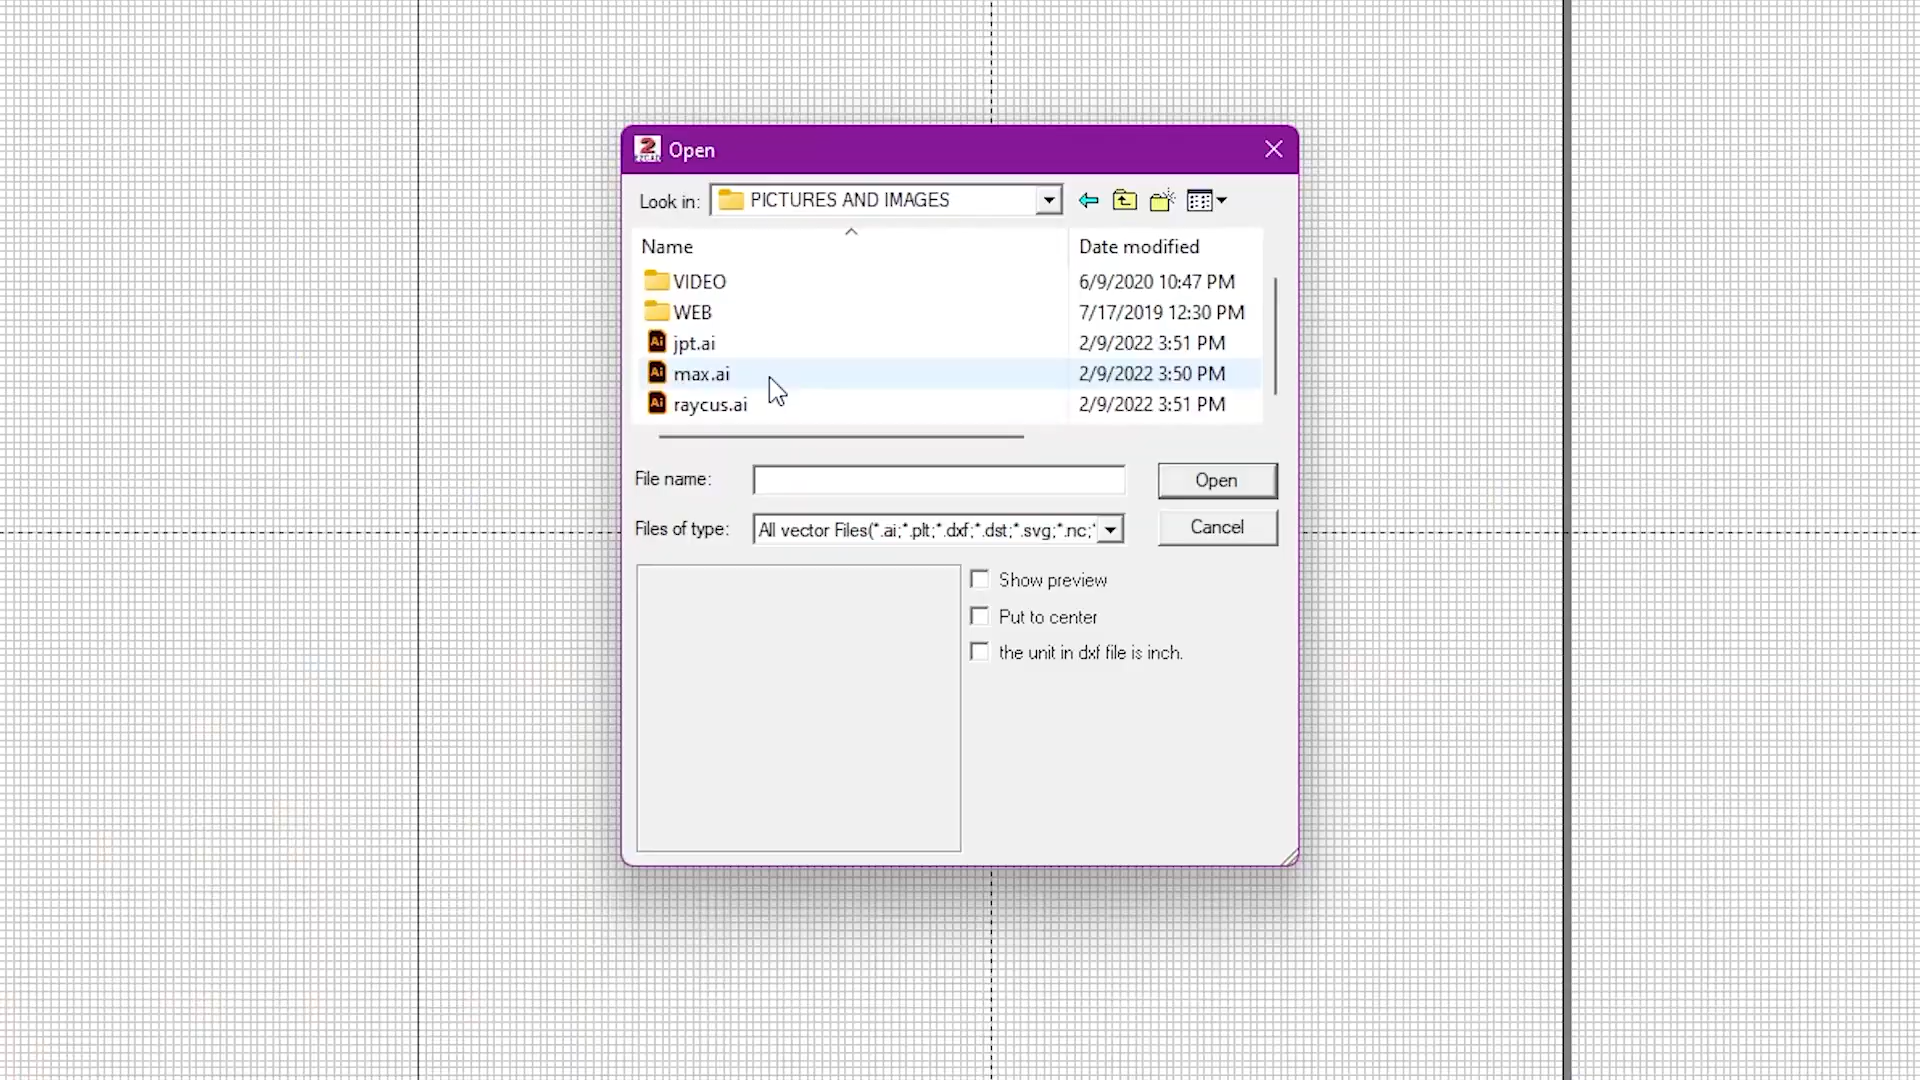 Open
Look in: PICTURES AND IMAGES
Name Date modified
VIDEO 6/9/2020 10:47 PM
WEB 7/17/2019 12:30 PM
jpt.ai 2/9/2022 3:51 PM
max.ai 2/9/2022 3:50 PM
raycus.ai 2/9/2022 3:51 PM
File name: Open
Files of type: All vector Files(*.ai;*.plt;*.dxf;*.dst;*.svg;*.nc;* Cancel
Show preview
Put to center
the unit in dxf file is inch.